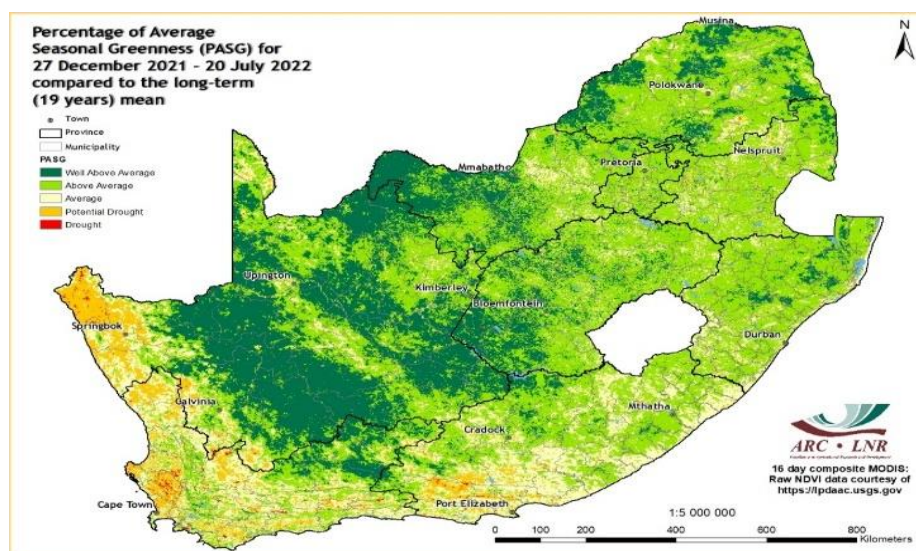 Percentage of Average
Seasonal Greenness (PASG) for
27 December 2021 - 20 July 2022
compared to the long-term
(19 years) mean
Town
Province
Municipality
PASG
Well Above Average
Above Average
Average
Potential Drought
Drought
N
Musina
Polokwane
Nelspruit
Pretoria
Mmabatho
Upington
Kimberley
Bloemfontein
Springbok
Durban
Calvinia
Mthatha
Cradock
Cape Town
Port Elizabeth
ARC • LNR
16 day composite MODIS:
Raw NDVI data courtesy of
https://lpdaac.usgs.gov
1:5 000 000
0 100 200 400 600 800
Kilometers